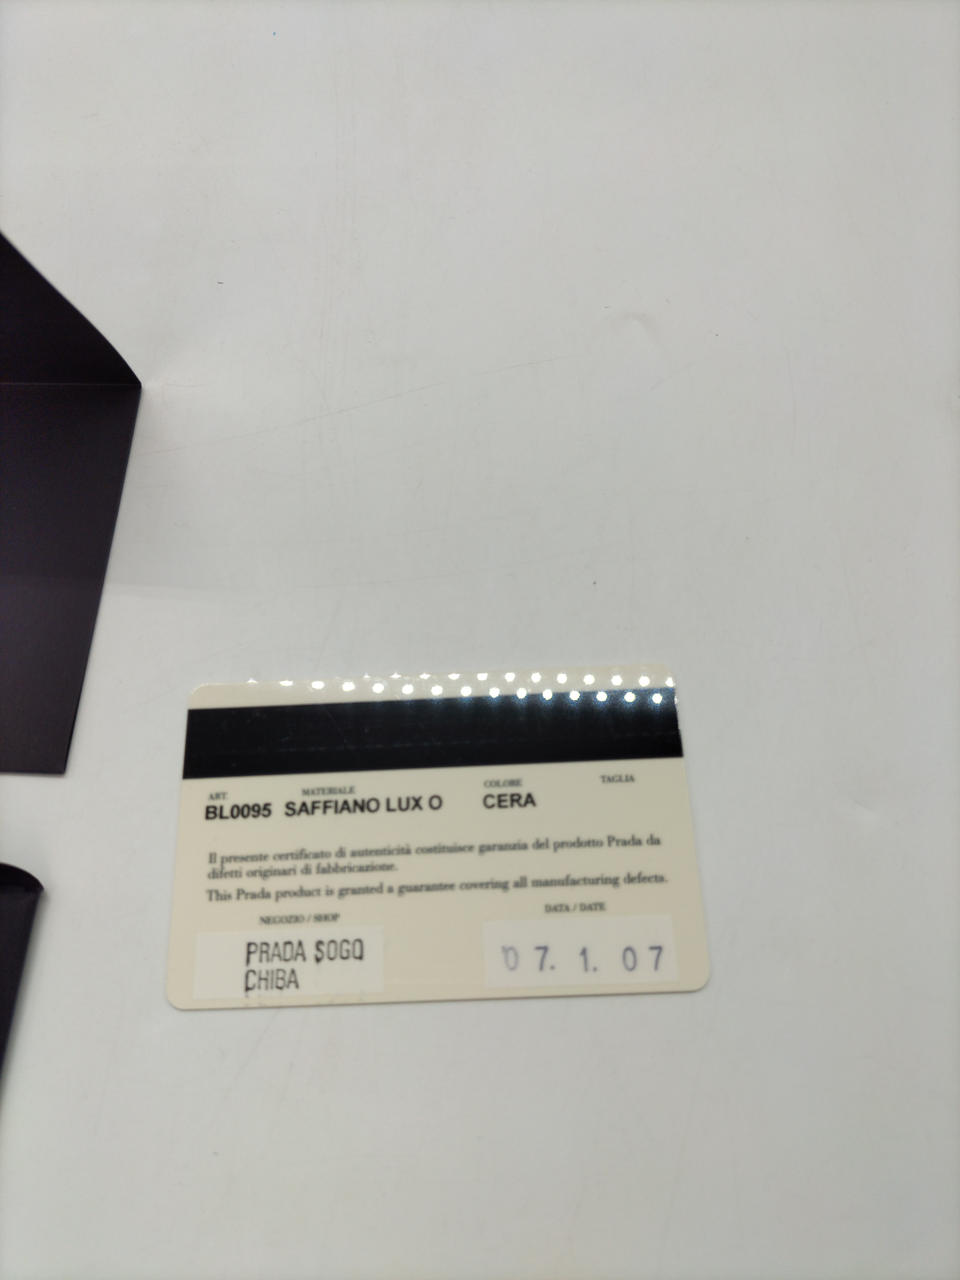 ART. MATERIALE COLORE TAGLIA
BL0095 SAFFIANO LUX O CERA
Il presente certificato di autenticità costituisce garanzia del prodotto Prada da
difetti originari di fabbricazione.
This Prada product is granted a guarantee covering all manufacturing defects.
NEGOZIO / SHOP DATA / DATE
PRADA SOGO 07. 1. 07
CHIBA